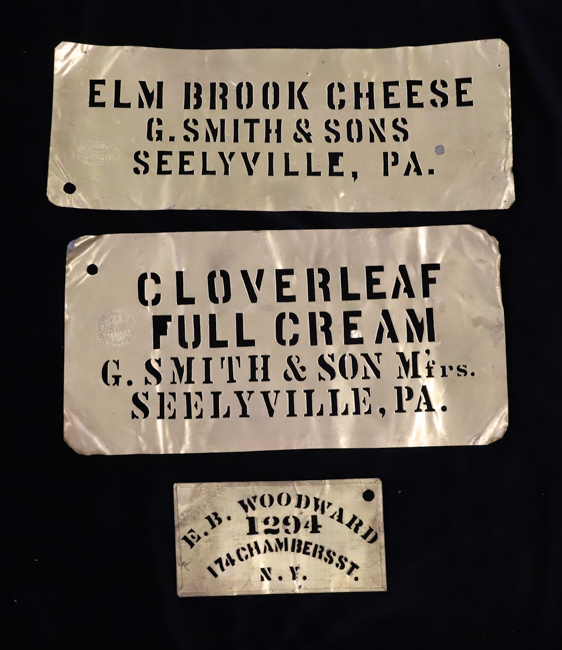 ELM BROOK CHEESE
G. SMITH & SONS
SEELYVILLE, PA.
CLOVERLEAF
FULL CREAM
G. SMITH & SON Mfrs.
SEELYVILLE, PA.
E. B. WOODWARD
1294
174 CHAMBERS ST.
N. Y.